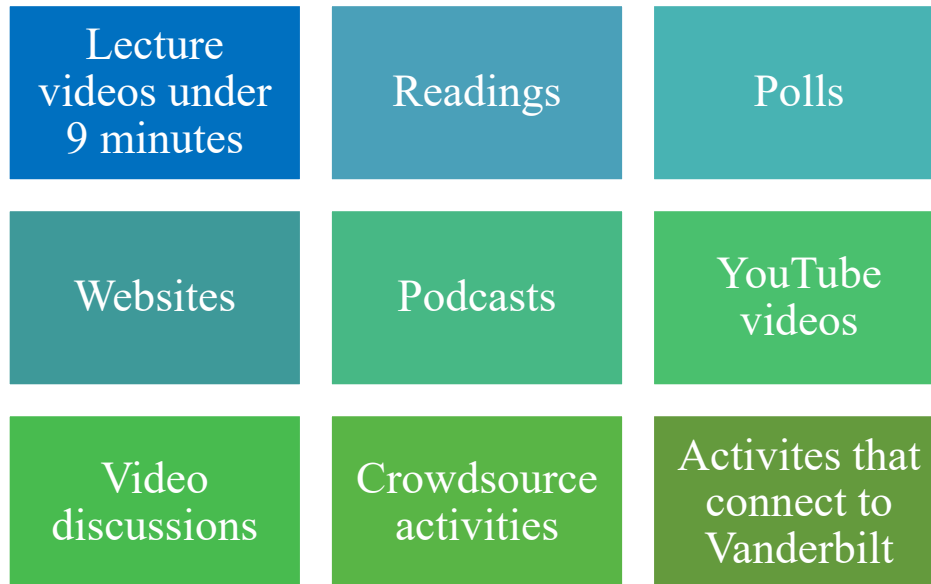 Lecture
videos under
9 minutes
Readings
Polls
Websites
Podcasts
YouTube
videos
Video
discussions
Crowdsource
activities
Activites that
connect to
Vanderbilt